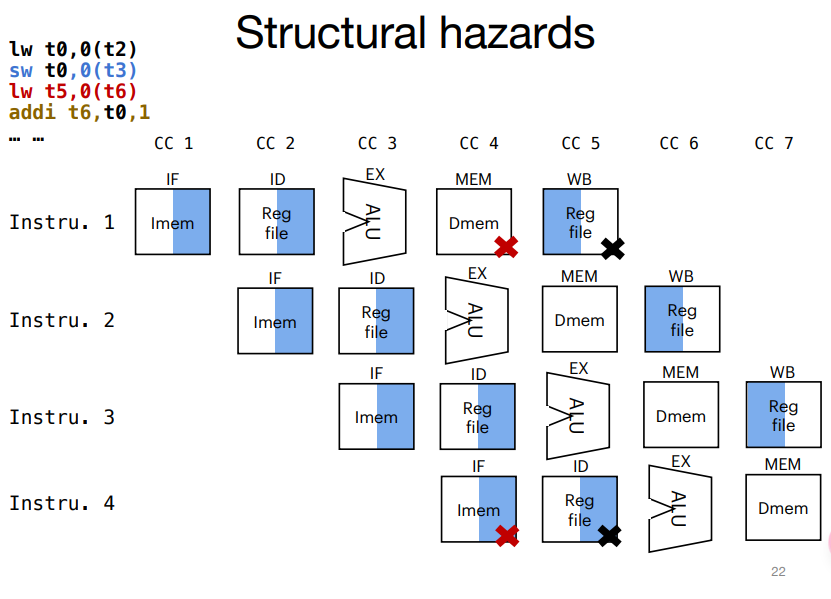 Structural hazards
lw t0,0(t2)
sw t0,0(t3)
lw t5,0(t6)
addi t6,t0,1
… …
CC 1 CC 2 CC 3 CC 4 CC 5 CC 6 CC 7
IF ID EX MEM WB
Instru. 1 Imem Reg file ALU Dmem Reg file
IF ID EX MEM WB
Instru. 2 Imem Reg file ALU Dmem Reg file
IF ID EX MEM WB
Instru. 3 Imem Reg file ALU Dmem Reg file
IF ID EX MEM
Instru. 4 Imem Reg file ALU Dmem
22